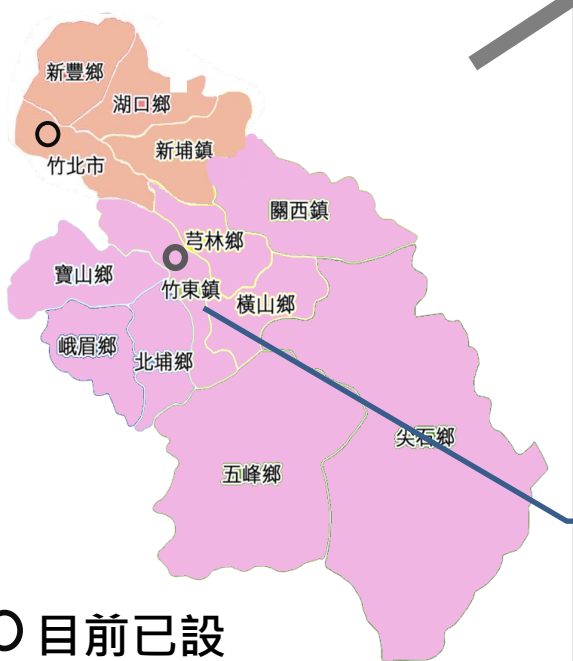 新豐鄉
湖口鄉
竹北市
新埔鎮
關西鎮
芎林鄉
寶山鄉
竹東鎮
橫山鄉
峨眉鄉
北埔鄉
尖石鄉
五峰鄉
目前已設